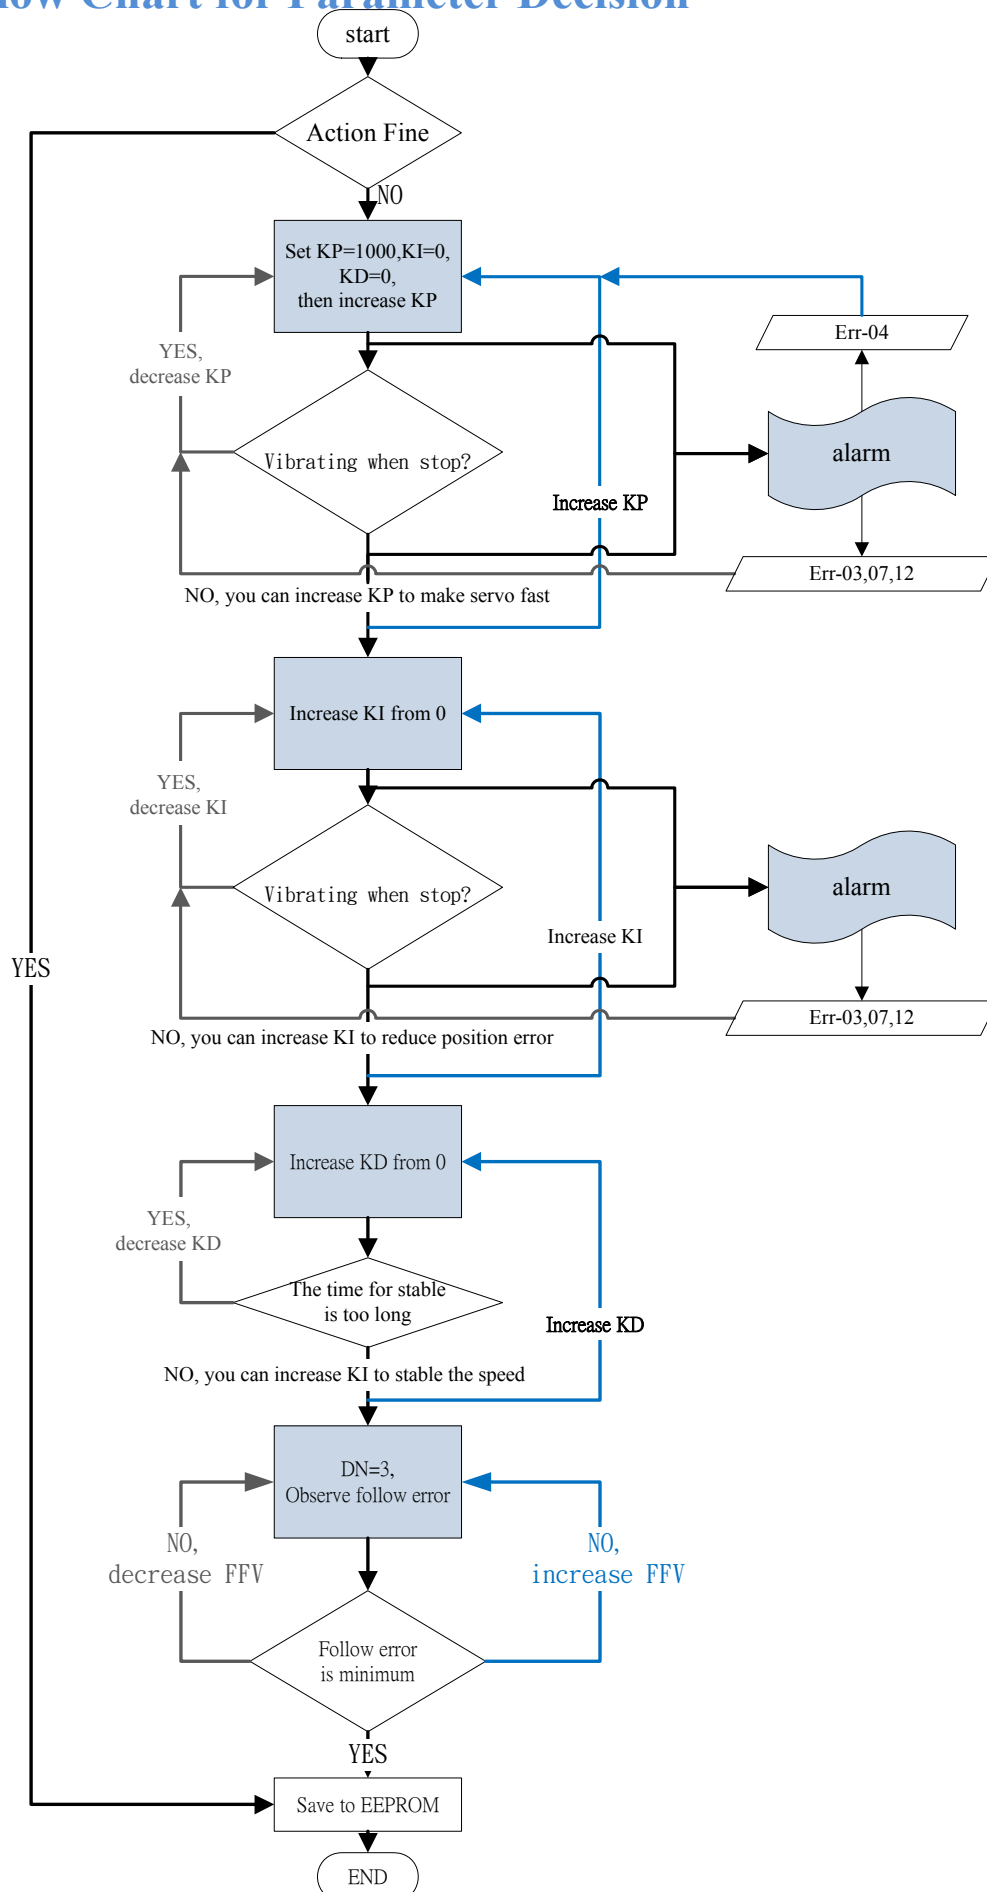 low Chart for Parameter Decision
start
Action Fine
NO
Set KP=1000,KI=0,
KD=0,
then increase KP
Err-04
YES,
decrease KP
alarm
Vibrating when stop?
Increase KP
Err-03,07,12
NO, you can increase KP to make servo fast
Increase KI from 0
YES,
decrease KI
alarm
Vibrating when stop?
Increase KI
YES
Err-03,07,12
NO, you can increase KI to reduce position error
Increase KD from 0
YES,
decrease KD
The time for stable
is too long
Increase KD
NO, you can increase KI to stable the speed
DN=3,
Observe follow error
NO,
decrease FFV
NO,
increase FFV
Follow error
is minimum
YES
Save to EEPROM
END